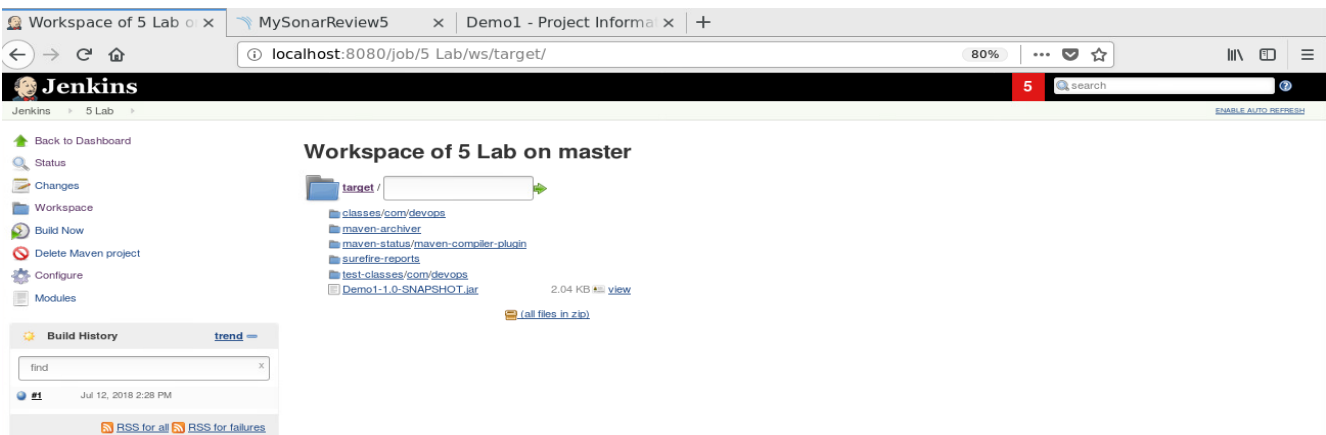 Workspace of 5 Lab o
MySonarReview5
Demo1 - Project Informa
localhost:8080/job/5 Lab/ws/target/
80%
Jenkins
5
search
Jenkins
5 Lab
ENABLE AUTO REFRESH
Back to Dashboard
Status
Changes
Workspace
Build Now
Delete Maven project
Configure
Modules
Build History
trend
find
x
#1 Jul 12, 2018 2:28 PM
RSS for all RSS for failures
Workspace of 5 Lab on master
target /
classes/com/devops
maven-archiver
maven-status/maven-compiler-plugin
surefire-reports
test-classes/com/devops
Demo1-1.0-SNAPSHOT.jar 2.04 KB view
(all files in zip)